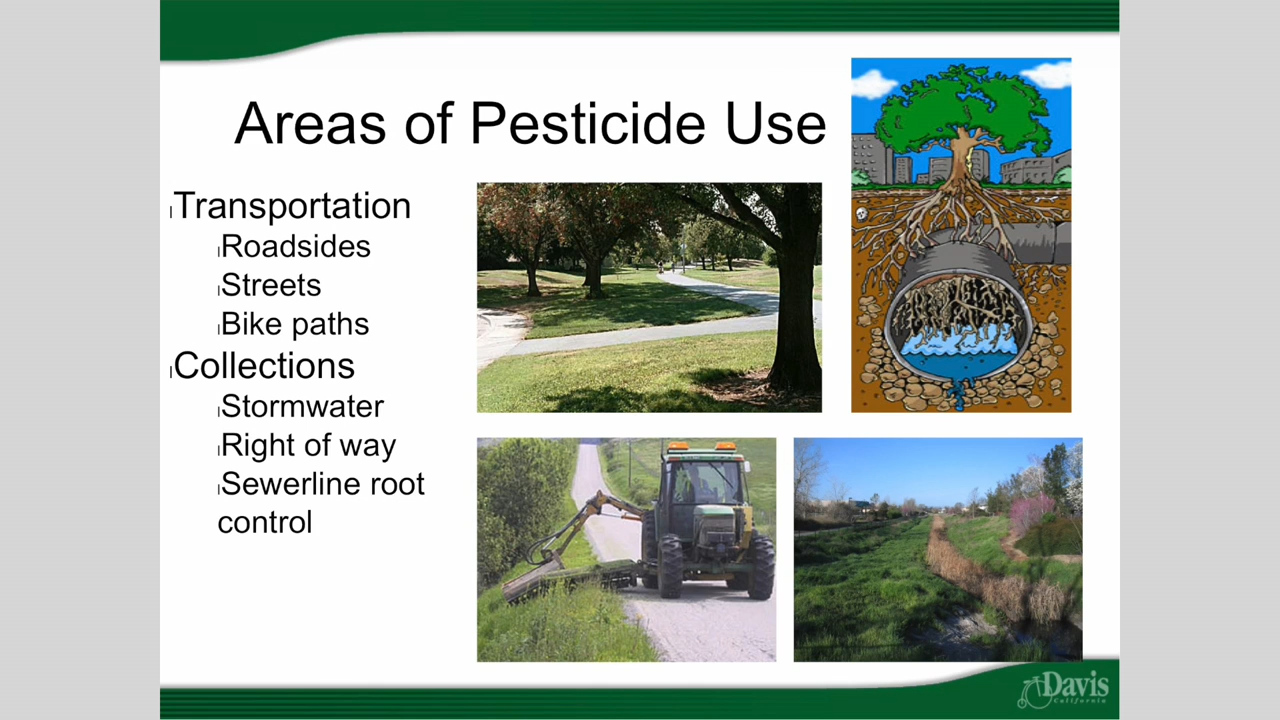 Areas of Pesticide Use
Transportation
Roadsides
Streets
Bike paths
Collections
Stormwater
Right of way
Sewerline root
control
Davis
California